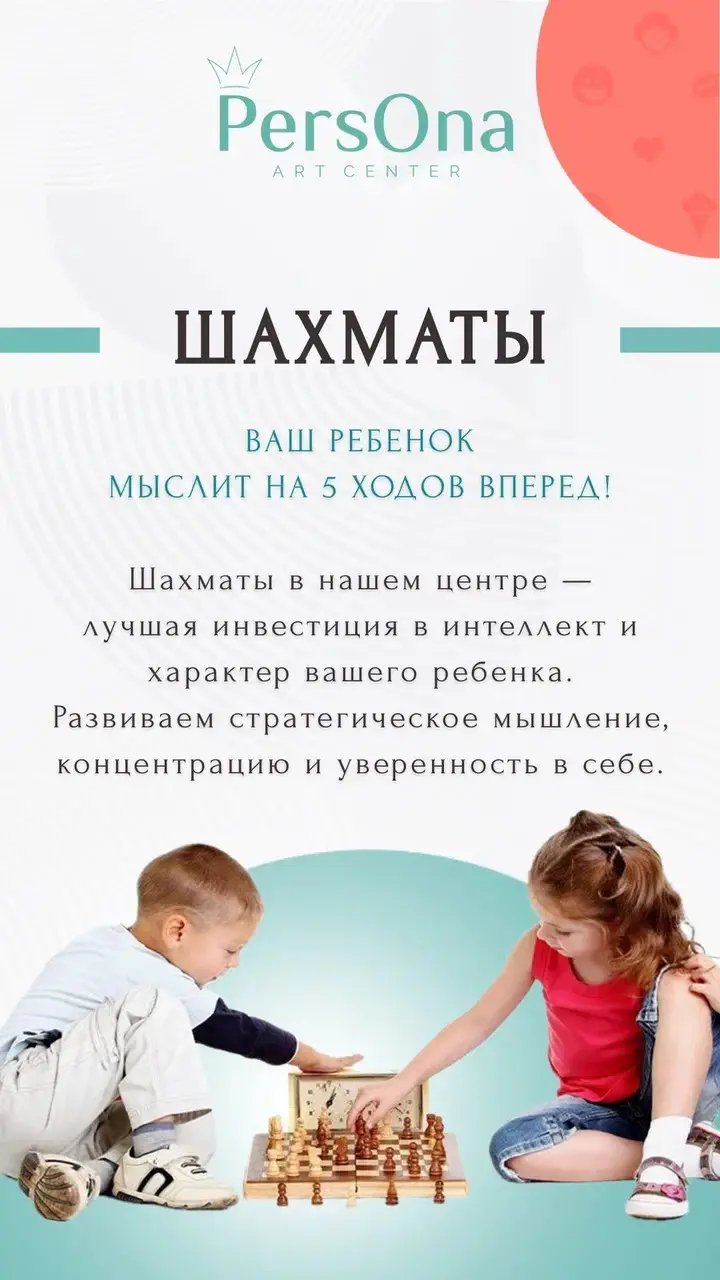 PersOna
ART CENTER
ШАХМАТЫ
ВАШ РЕБЕНОК
МЫСЛИТ НА 5 ХОДОВ ВПЕРЕД!
Шахматы в нашем центре —
лучшая инвестиция в интеллект и
характер вашего ребенка.
Развиваем стратегическое мышление,
концентрацию и уверенность в себе.